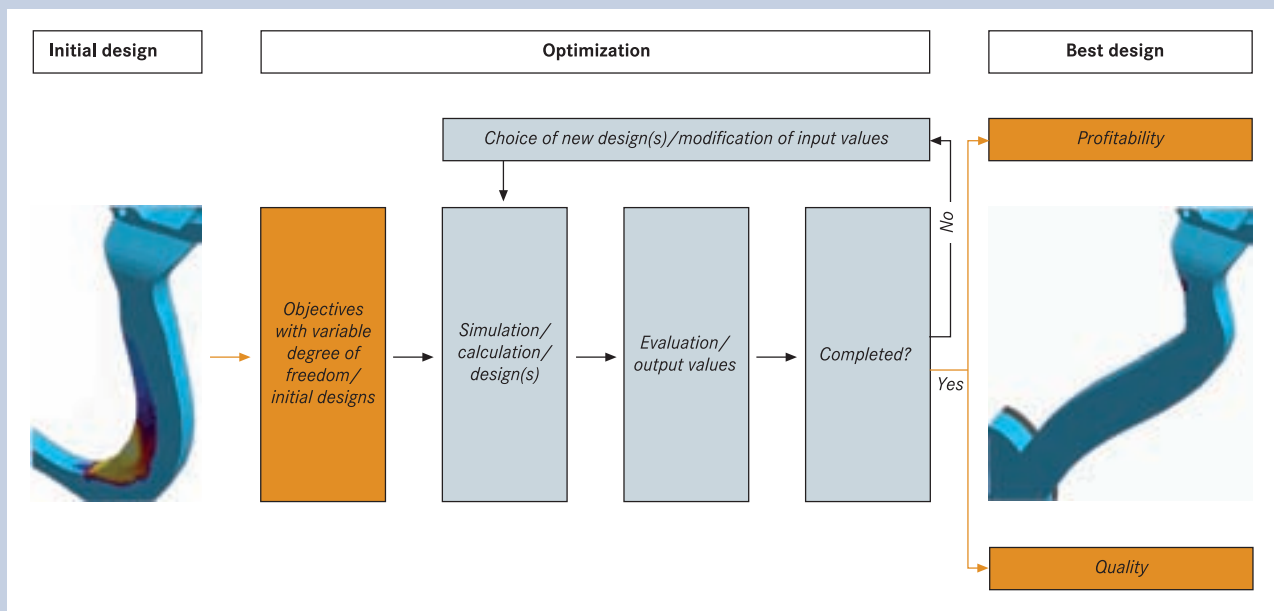 Initial design
Optimization
Best design
Choice of new design(s)/modification of input values
Profitability
Objectives
with variable
degree of
freedom/
initial designs
Simulation/
calculation/
design(s)
Evaluation/
output values
Completed?
No
Yes
Quality